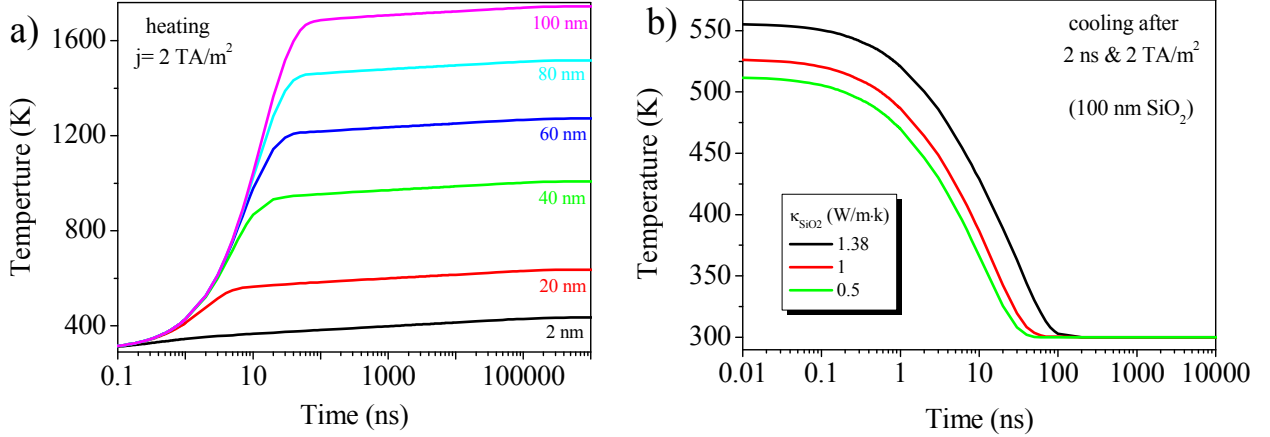 a)
heating
j= 2 TA/m²
100 nm
80 nm
60 nm
40 nm
20 nm
2 nm
1600
1200
800
400
Temperture (K)
0.1
10
1000
100000
Time (ns)
b)
cooling after
2 ns & 2 TA/m²
(100 nm SiO₂)
κSiO2 (W/m·k)
1.38
1
0.5
550
500
450
400
350
300
Temperature (K)
0.01
0.1
1
10
100
1000
10000
Time (ns)